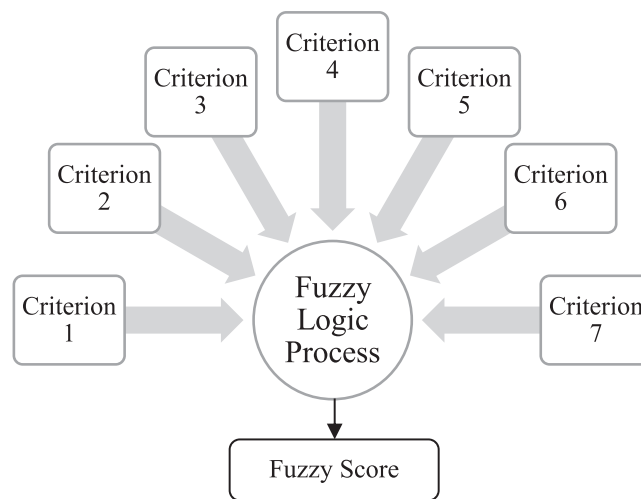 Criterion
1
Criterion
2
Criterion
3
Criterion
4
Criterion
5
Criterion
6
Criterion
7
Fuzzy
Logic
Process
Fuzzy Score